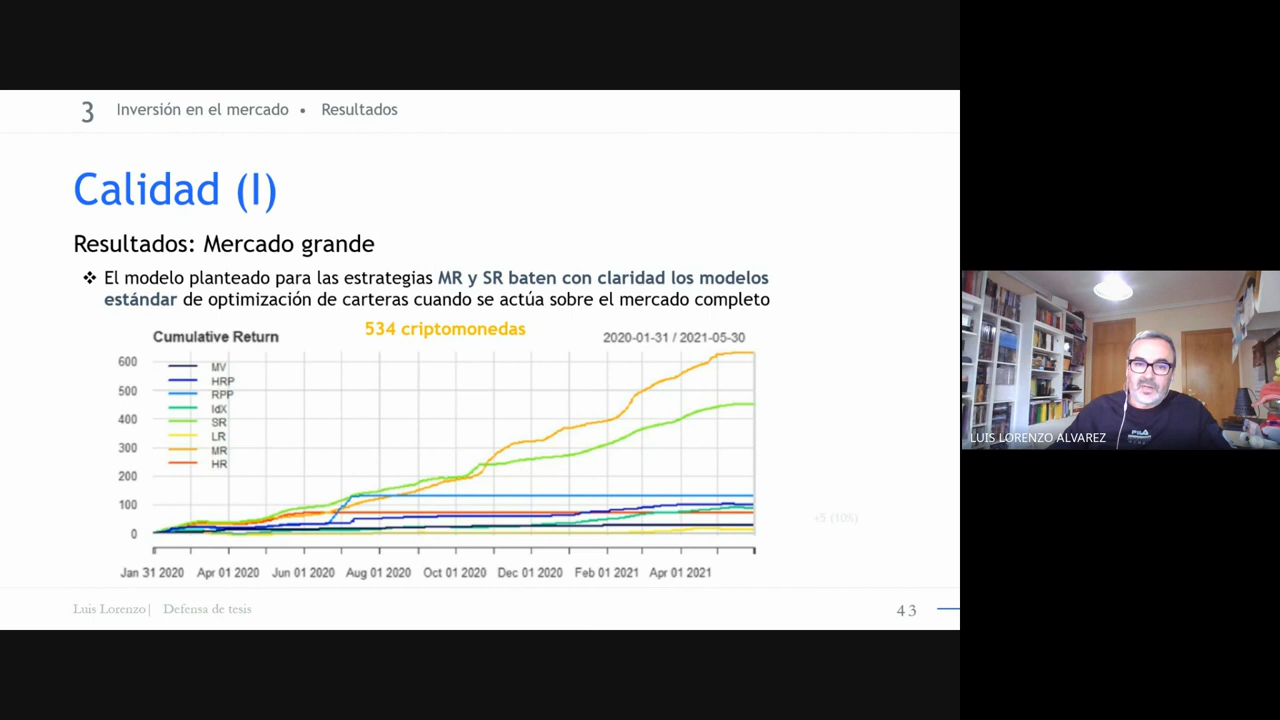 3 Inversión en el mercado • Resultados
Calidad (I)
Resultados: Mercado grande
❖ El modelo planteado para las estrategias MR y SR baten con claridad los modelos
estándar de optimización de carteras cuando se actúa sobre el mercado completo
534 criptomonedas
Cumulative Return 2020-01-31 / 2021-05-30
600
500
400
300
200
100
0
MV
HRP
RPP
IdX
SR
LR
MR
HR
Jan 31 2020 Apr 01 2020 Jun 01 2020 Aug 01 2020 Oct 01 2020 Dec 01 2020 Feb 01 2021 Apr 01 2021
+5 (10%)
Luis Lorenzo| Defensa de tesis
43
LUIS LORENZO ALVAREZ
FILA